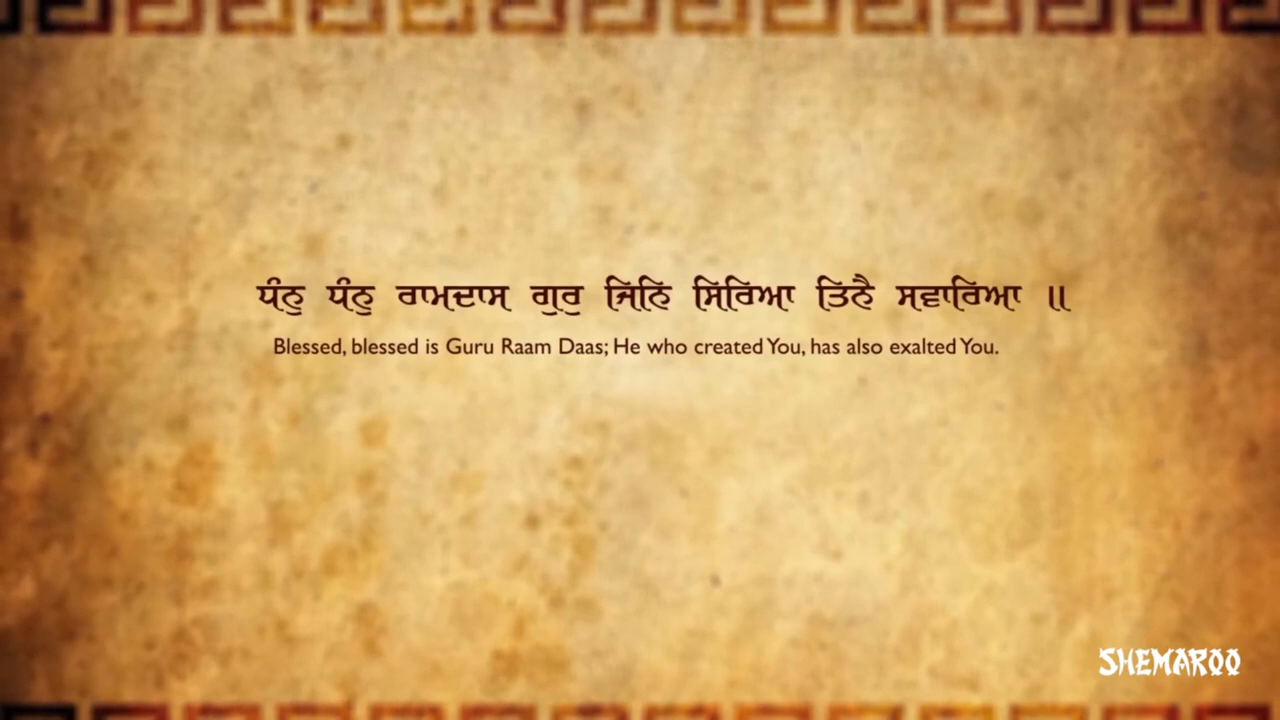 ਧੰਨੁ ਧੰਨੁ ਰਾਮਦਾਸ ਗੁਰੁ ਜਿਨਿ ਸਿਰਿਆ ਤਿਨੈ ਸਵਾਰਿਆ ॥
Blessed, blessed is Guru Raam Daas; He who created You, has also exalted You.
SHEMAROO